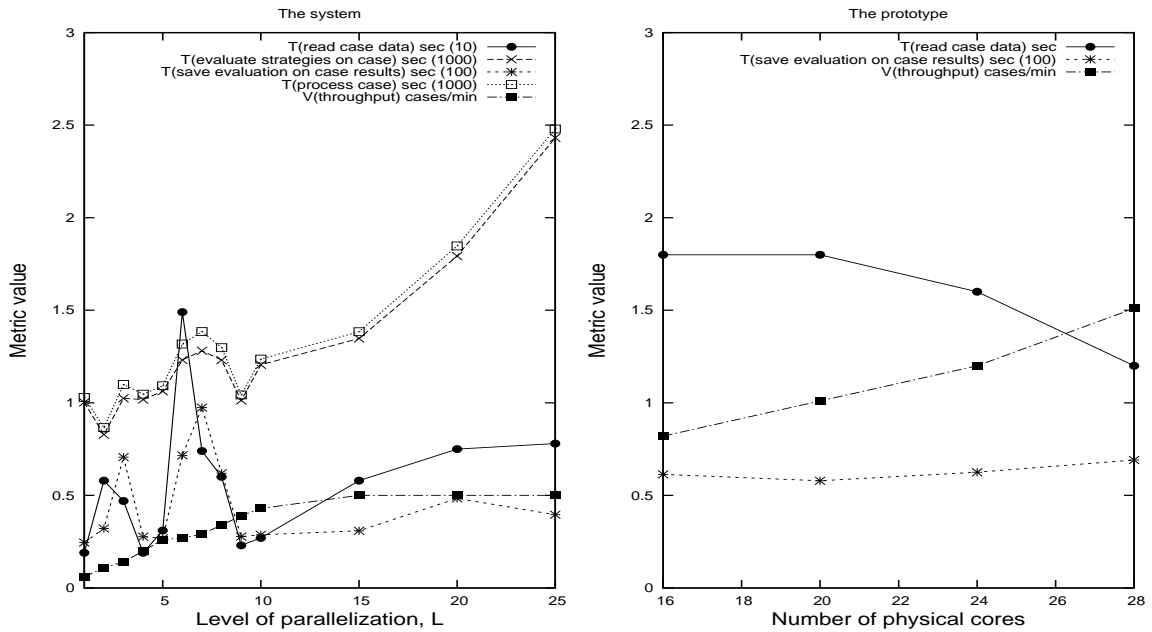 The system
T(read case data) sec (10)
T(evaluate strategies on case) sec (1000)
T(save evaluation on case results) sec (100)
T(process case) sec (1000)
V(throughput) cases/min
3
2.5
2
1.5
1
0.5
0
5
10
15
20
25
Metric value
Level of parallelization, L
The prototype
T(read case data) sec
T(save evaluation on case results) sec (100)
V(throughput) cases/min
3
2.5
2
1.5
1
0.5
0
16
18
20
22
24
26
28
Metric value
Number of physical cores